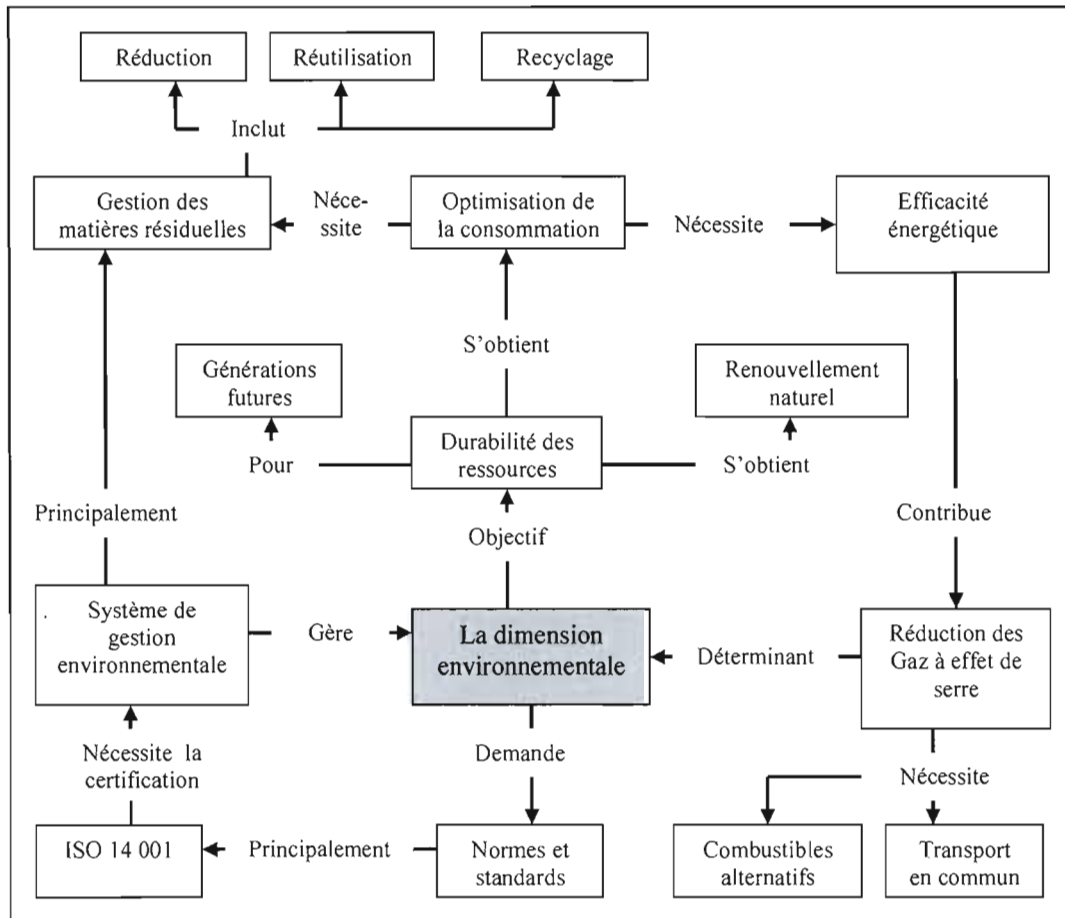 Réduction
Réutilisation
Recyclage
Inclut
Gestion des
matières résiduelles
Néce-
ssite
Optimisation de
la consommation
Nécessite
Efficacité
énergétique
S'obtient
Générations
futures
Renouvellement
naturel
Durabilité des
ressources
Pour
S'obtient
Principalement
Objectif
Contribue
Système de
gestion
environnementale
Gère
La dimension
environnementale
Déterminant
Réduction des
Gaz à effet de
serre
Nécessite la
certification
Demande
Nécessite
ISO 14 001
Principalement
Normes et
standards
Combustibles
alternatifs
Transport
en commun